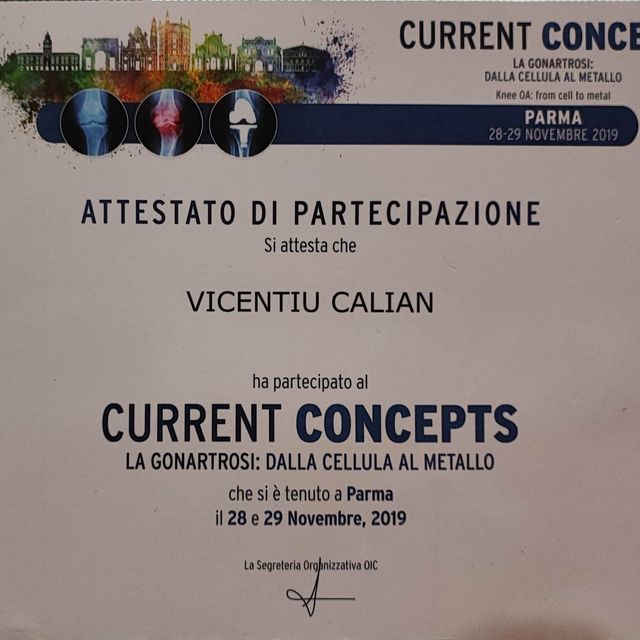 CURRENT CONCE
LA GONARTROSI:
DALLA CELLULA AL METALLO
Knee OA: from cell to metal
PARMA
28-29 NOVEMBRE 2019
ATTESTATO DI PARTECIPAZIONE
Si attesta che
VICENTIU CALIAN
ha partecipato al
CURRENT CONCEPTS
LA GONARTROSI: DALLA CELLULA AL METALLO
che si è tenuto a Parma
il 28 e 29 Novembre, 2019
La Segreteria Organizzativa OIC